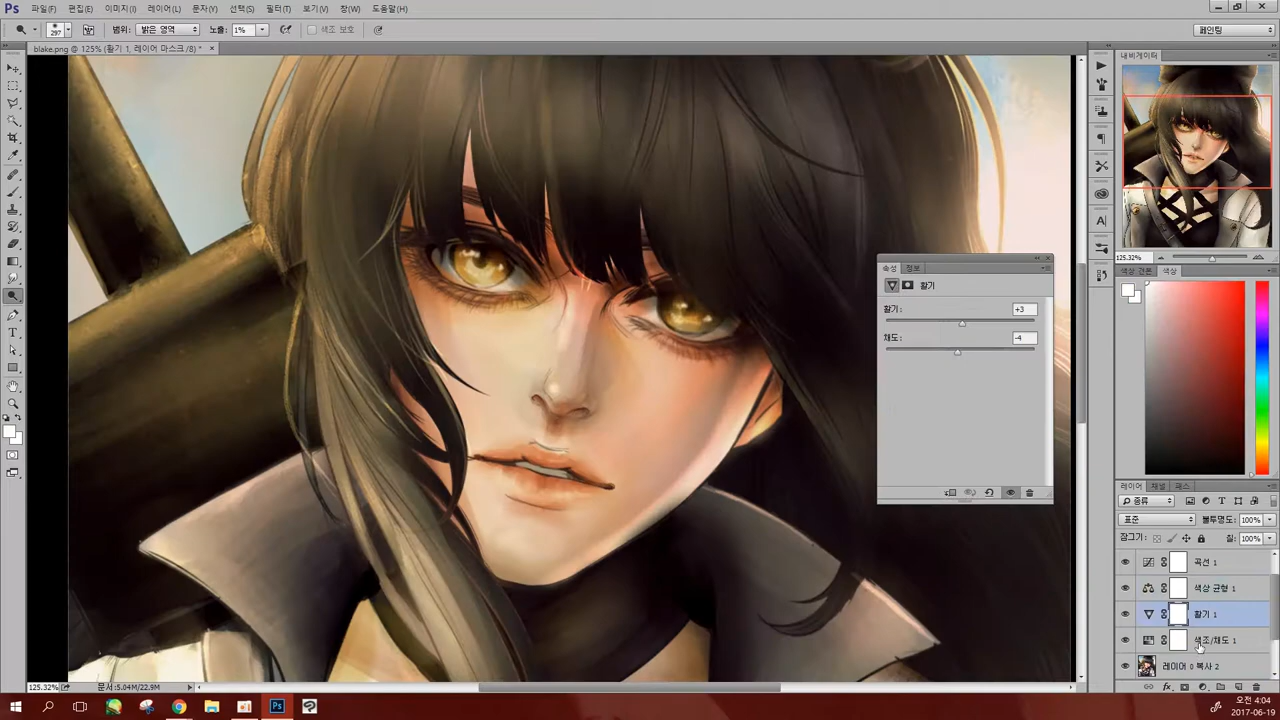 Ps 파일(F) 편집(E) 이미지(I) 레이어(L) 문자(Y) 선택(S) 필터(T) 보기(V) 창(W) 도움말(H)
297 범위: 밝은 영역 노출: 1% 색조 보호 페인팅
blake.png @ 125% (활기 1, 레이어 마스크/8) * ×
내비게이터
125.32%
색상 견본 색상
속성 정보
활기
활기: +3
채도: -4
레이어 채널 패스
종류
표준 불투명도: 100%
잠그기: 칠: 100%
곡선 1
색상 균형 1
활기 1
색조/채도 1
레이어 0 복사 2
125.32% 문서:5.04M/22.9M
Ps
오전 4:04
2017-06-19